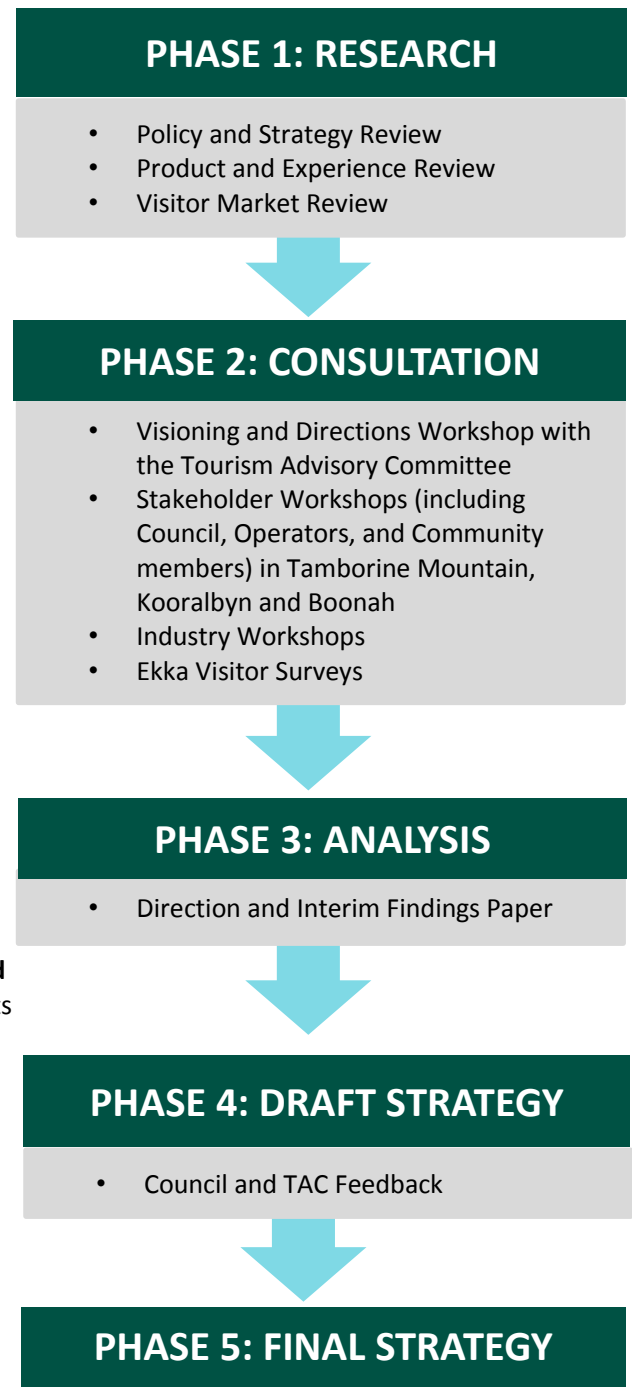 PHASE 1: RESEARCH
• Policy and Strategy Review
• Product and Experience Review
• Visitor Market Review
PHASE 2: CONSULTATION
• Visioning and Directions Workshop with
the Tourism Advisory Committee
• Stakeholder Workshops (including
Council, Operators, and Community
members) in Tamborine Mountain,
Kooralbyn and Boonah
• Industry Workshops
• Ekka Visitor Surveys
PHASE 3: ANALYSIS
• Direction and Interim Findings Paper
PHASE 4: DRAFT STRATEGY
• Council and TAC Feedback
PHASE 5: FINAL STRATEGY